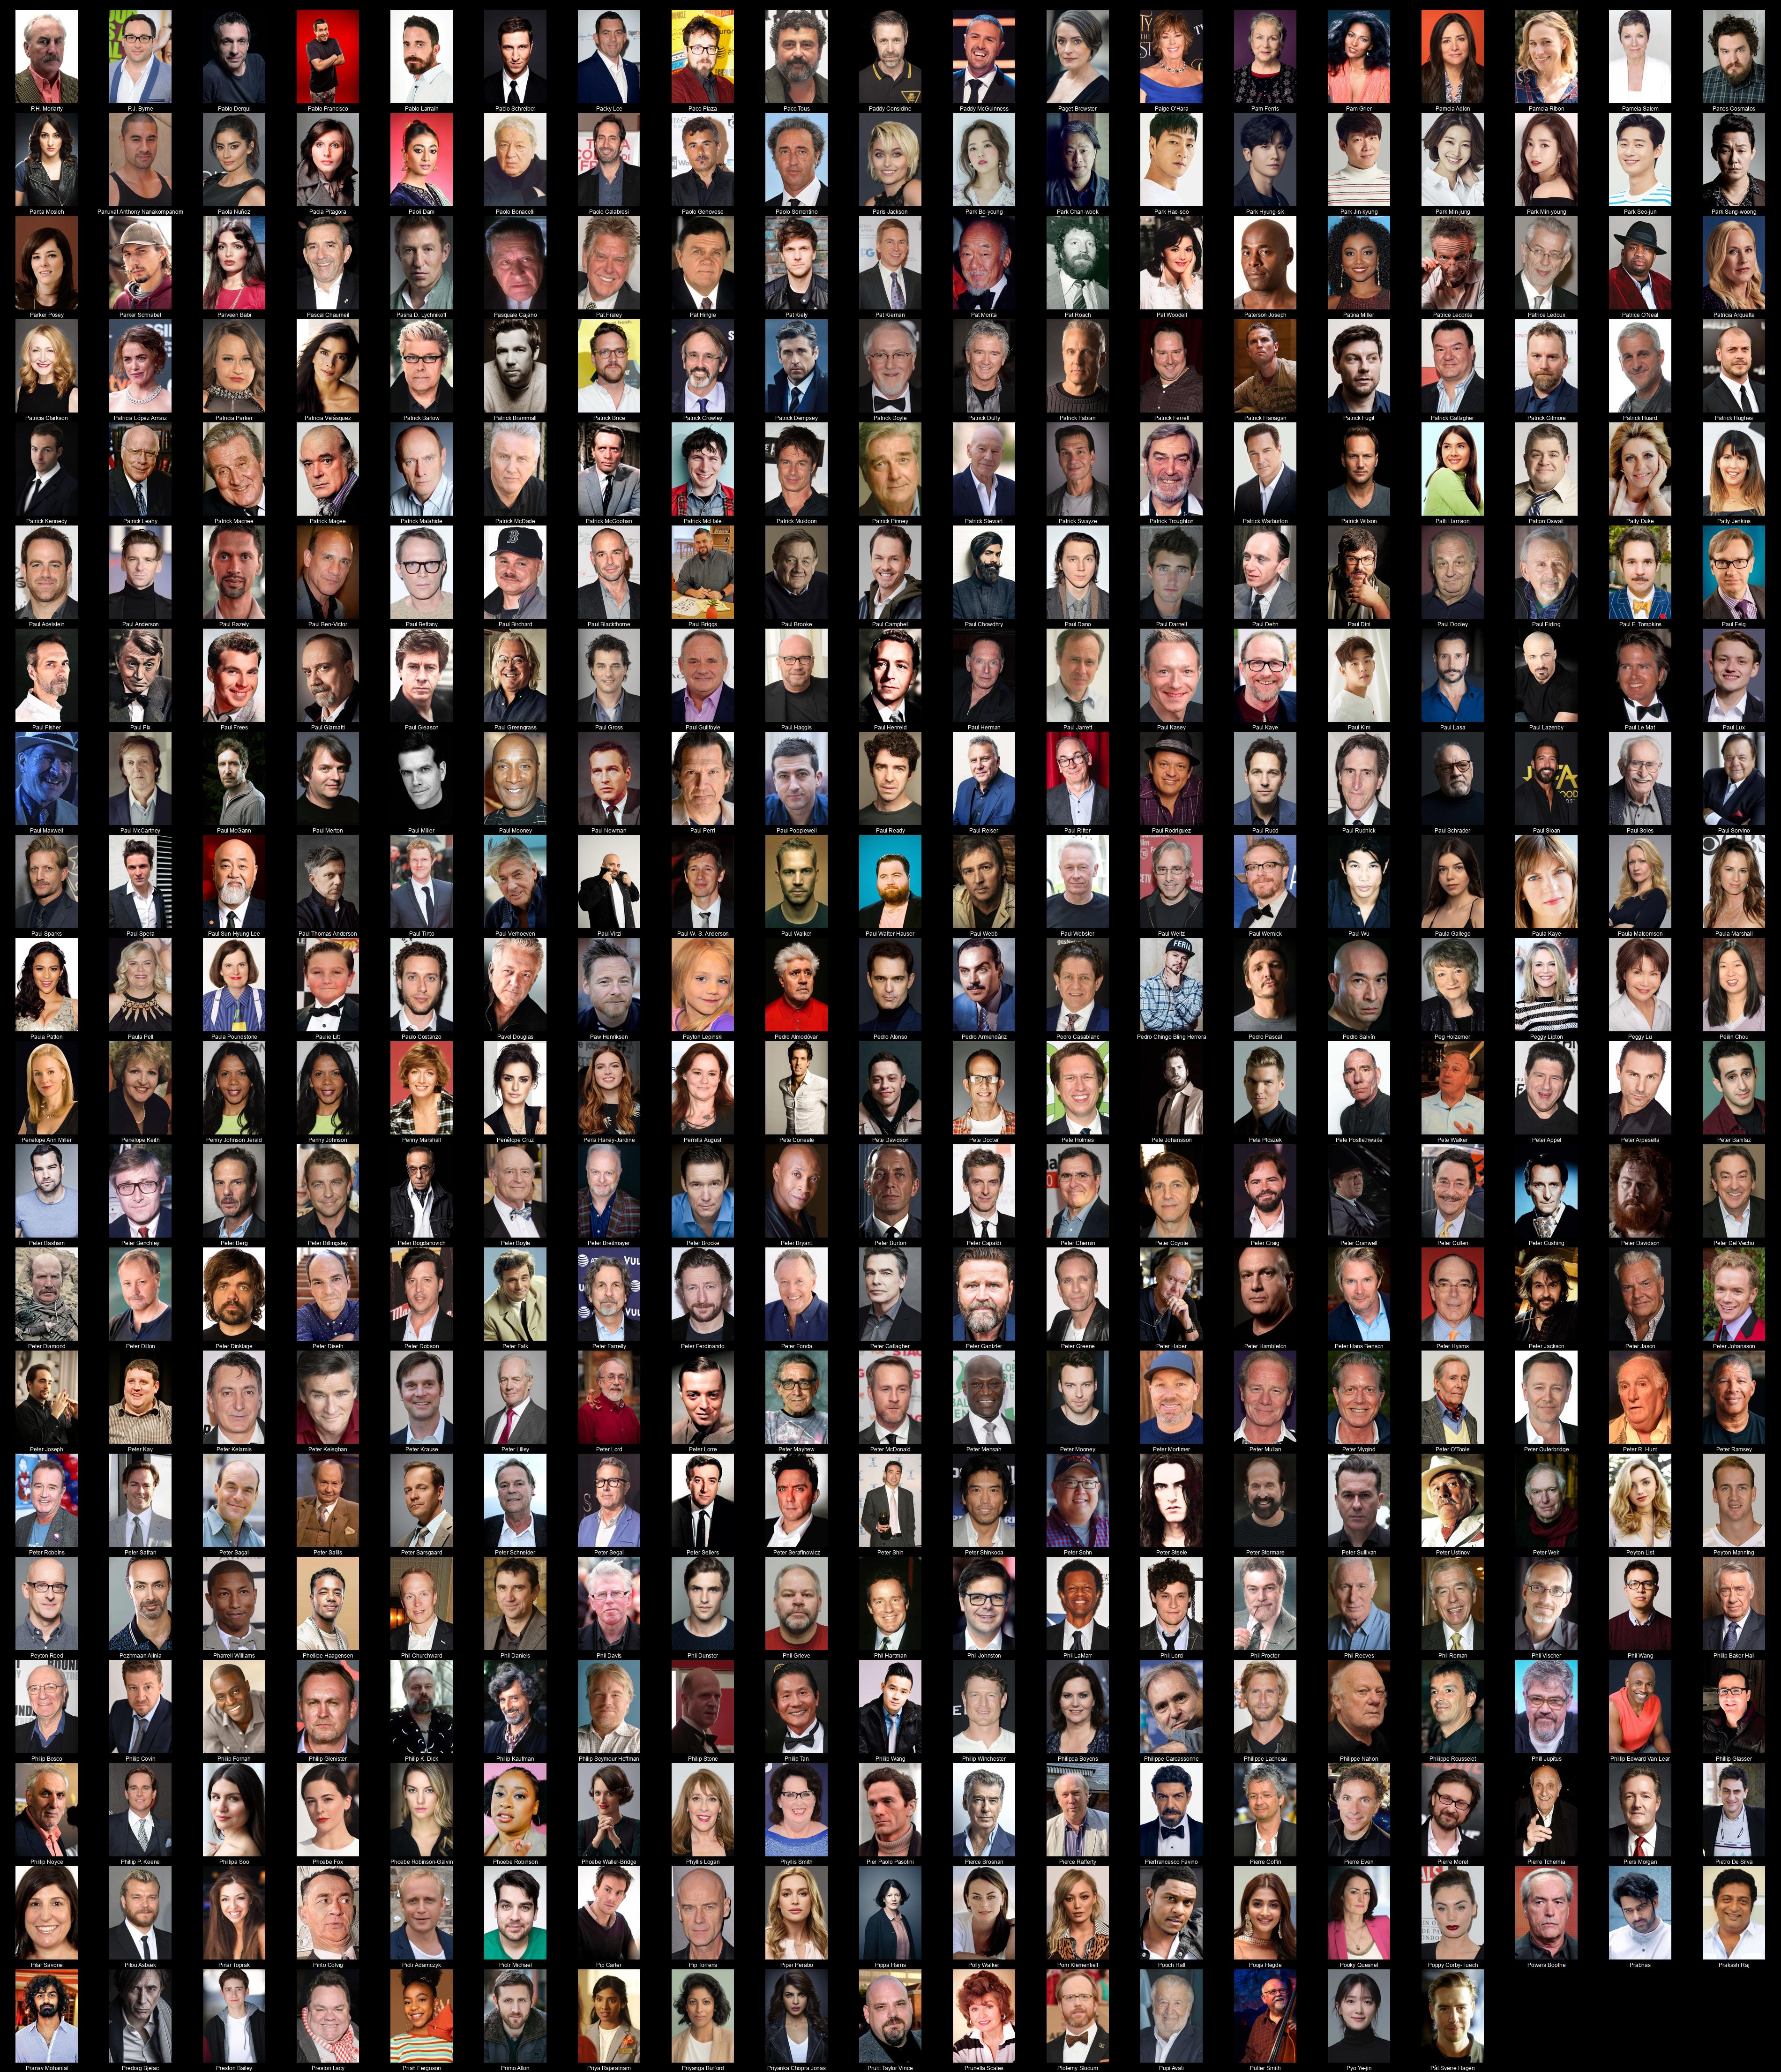 P.H. Moriarty P.J. Byrne Pablo Derqui Pablo Francisco Pablo Larraín Pablo Schreiber Packy Lee Paco Plaza Paco Tous Paddy Considine Paddy McGuinness Paget Brewster Paige O'Hara Pam Ferris Pam Grier Pamela Adlon Pamela Ribon Pamela Salem Panos Cosmatos
Panta Mosleh Panuvat Anthony Nanakornpanom Paola Nuñez Paola Pitagora Paoli Dam Paolo Bonacelli Paolo Calabresi Paolo Genovese Paolo Sorrentino Paris Jackson Park Bo-young Park Chan-wook Park Hae-soo Park Hyung-sik Park Jin-kyung Park Min-jung Park Min-young Park Seo-jun Park Sung-woong
Parker Posey Parker Schnabel Parveen Babi Pascal Chaumeil Pasha D. Lychnikoff Pasquale Cajano Pat Fraley Pat Hingle Pat Kiely Pat Kiernan Pat Morita Pat Roach Pat Woodell Paterson Joseph Patina Miller Patrice Leconte Patrice Ledoux Patrice O'Neal Patricia Arquette
Patricia Clarkson Patricia López Arnaiz Patricia Parker Patricia Velásquez Patrick Barlow Patrick Brammall Patrick Brice Patrick Crowley Patrick Dempsey Patrick Doyle Patrick Duffy Patrick Fabian Patrick Ferrell Patrick Flanagan Patrick Fugit Patrick Gallagher Patrick Gilmore Patrick Huard Patrick Hughes
Patrick Kennedy Patrick Leahy Patrick Macnee Patrick Magee Patrick Malahide Patrick McDade Patrick McGoohan Patrick McHale Patrick Muldoon Patrick Pinney Patrick Stewart Patrick Swayze Patrick Troughton Patrick Warburton Patrick Wilson Patti Harrison Patton Oswalt Patty Duke Patty Jenkins
Paul Adelstein Paul Anderson Paul Bazely Paul Ben-Victor Paul Bettany Paul Birchard Paul Blackthorne Paul Briggs Paul Brooke Paul Campbell Paul Chowdhry Paul Dano Paul Darnell Paul Dehn Paul Dini Paul Dooley Paul Eiding Paul F. Tompkins Paul Feig
Paul Fisher Paul Fix Paul Frees Paul Giamatti Paul Gleason Paul Greengrass Paul Gross Paul Guilfoyle Paul Haggis Paul Henreid Paul Herman Paul Jarrett Paul Kasey Paul Kaye Paul Kim Paul Lasa Paul Lazenby Paul Le Mat Paul Lux
Paul Maxwell Paul McCartney Paul McGann Paul Merton Paul Miller Paul Mooney Paul Newman Paul Perri Paul Popplewell Paul Ready Paul Reiser Paul Ritter Paul Rodríguez Paul Rudd Paul Rudnick Paul Schrader Paul Sloan Paul Soles Paul Sorvino
Paul Sparks Paul Spera Paul Sun-Hyung Lee Paul Thomas Anderson Paul Tinto Paul Verhoeven Paul Virzi Paul W. S. Anderson Paul Walker Paul Walter Hauser Paul Webb Paul Webster Paul Weitz Paul Wernick Paul Wu Paula Gallego Paula Kaye Paula Malcomson Paula Marshall
Paula Patton Paula Pell Paula Poundstone Paulie Litt Paulo Costanzo Pavel Douglas Paw Henriksen Payton Lepinski Pedro Almodóvar Pedro Alonso Pedro Armendáriz Pedro Casablanc Pedro Chingo Bling Herrera Pedro Pascal Pedro Salvín Peg Holzemer Peggy Lipton Peggy Lu Peilin Chou
Penelope Ann Miller Penelope Keith Penny Johnson Jerald Penny Johnson Penny Marshall Penélope Cruz Perla Haney-Jardine Pernilla August Pete Correale Pete Davidson Pete Docter Pete Holmes Pete Johansson Pete Ploszek Pete Postlethwaite Pete Walker Peter Appel Peter Arpesella Peter Banifaz
Peter Basham Peter Benchley Peter Berg Peter Billingsley Peter Bogdanovich Peter Boyle Peter Breitmayer Peter Brooke Peter Bryant Peter Burton Peter Capaldi Peter Chernin Peter Coyote Peter Craig Peter Cranwell Peter Cullen Peter Cushing Peter Davidson Peter Del Vecho
Peter Diamond Peter Dillon Peter Dinklage Peter Diseth Peter Dobson Peter Falk Peter Farrelly Peter Ferdinando Peter Fonda Peter Gallagher Peter Gantzler Peter Greene Peter Haber Peter Hambleton Peter Hans Benson Peter Hyams Peter Jackson Peter Jason Peter Johansson
Peter Joseph Peter Kay Peter Kelamis Peter Keleghan Peter Krause Peter Lilley Peter Lord Peter Lorre Peter Mayhew Peter McDonald Peter Mensah Peter Mooney Peter Mortimer Peter Mullan Peter Mygind Peter O'Toole Peter Outerbridge Peter R. Hunt Peter Ramsey
Peter Robbins Peter Safran Peter Sagal Peter Sallis Peter Sarsgaard Peter Schneider Peter Segal Peter Sellers Peter Serafinowicz Peter Shin Peter Shinkoda Peter Sohn Peter Steele Peter Stormare Peter Sullivan Peter Ustinov Peter Weir Peyton List Peyton Manning
Peyton Reed Pezhmaan Alinia Pharrell Williams Phellipe Haagensen Phil Churchward Phil Daniels Phil Davis Phil Dunster Phil Grieve Phil Hartman Phil Johnston Phil LaMarr Phil Lord Phil Proctor Phil Reeves Phil Roman Phil Vischer Phil Wang Philip Baker Hall
Philip Bosco Philip Covin Philip Fornah Philip Glenister Philip K. Dick Philip Kaufman Philip Seymour Hoffman Philip Stone Philip Tan Philip Wang Philip Winchester Philippa Boyens Philippe Carcassonne Philippe Lacheau Philippe Nahon Philippe Rousselet Phill Jupitus Phillip Edward Van Lear Phillip Glasser
Phillip Noyce Phillip P. Keene Phillipa Soo Phoebe Fox Phoebe Robinson-Galvin Phoebe Robinson Phoebe Waller-Bridge Phyllis Logan Phyllis Smith Pier Paolo Pasolini Pierce Brosnan Pierce Rafferty Pierfrancesco Favino Pierre Coffin Pierre Even Pierre Morel Pierre Tchernia Piers Morgan Pietro De Silva
Pilar Savone Pilou Asbæk Pinar Toprak Pinto Colvig Piotr Adamczyk Piotr Michael Pip Carter Pip Torrens Piper Perabo Pippa Harris Polly Walker Pom Klementieff Pooch Hall Pooja Hegde Pooky Quesnel Poppy Corby-Tuech Powers Boothe Prabhas Prakash Raj
Pranav Mohanlal Predrag Bjelac Preston Bailey Preston Lacy Priah Ferguson Primo Allon Priya Rajaratnam Priyanga Burford Priyanka Chopra Jonas Pruitt Taylor Vince Prunella Scales Ptolemy Slocum Pupi Avati Putter Smith Pyo Ye-jin Pål Sverre Hagen